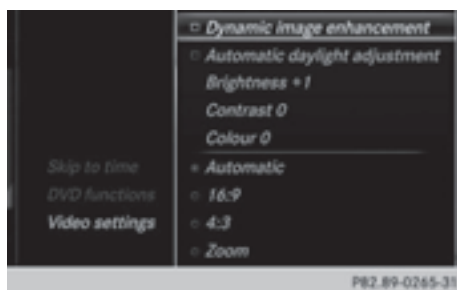 Dynamic image enhancement
Automatic daylight adjustment
Brightness +1
Contrast 0
Colour 0
Skip to time
Automatic
DVD functions
16:9
Video settings
4:3
Zoom
P82.89-0265-31